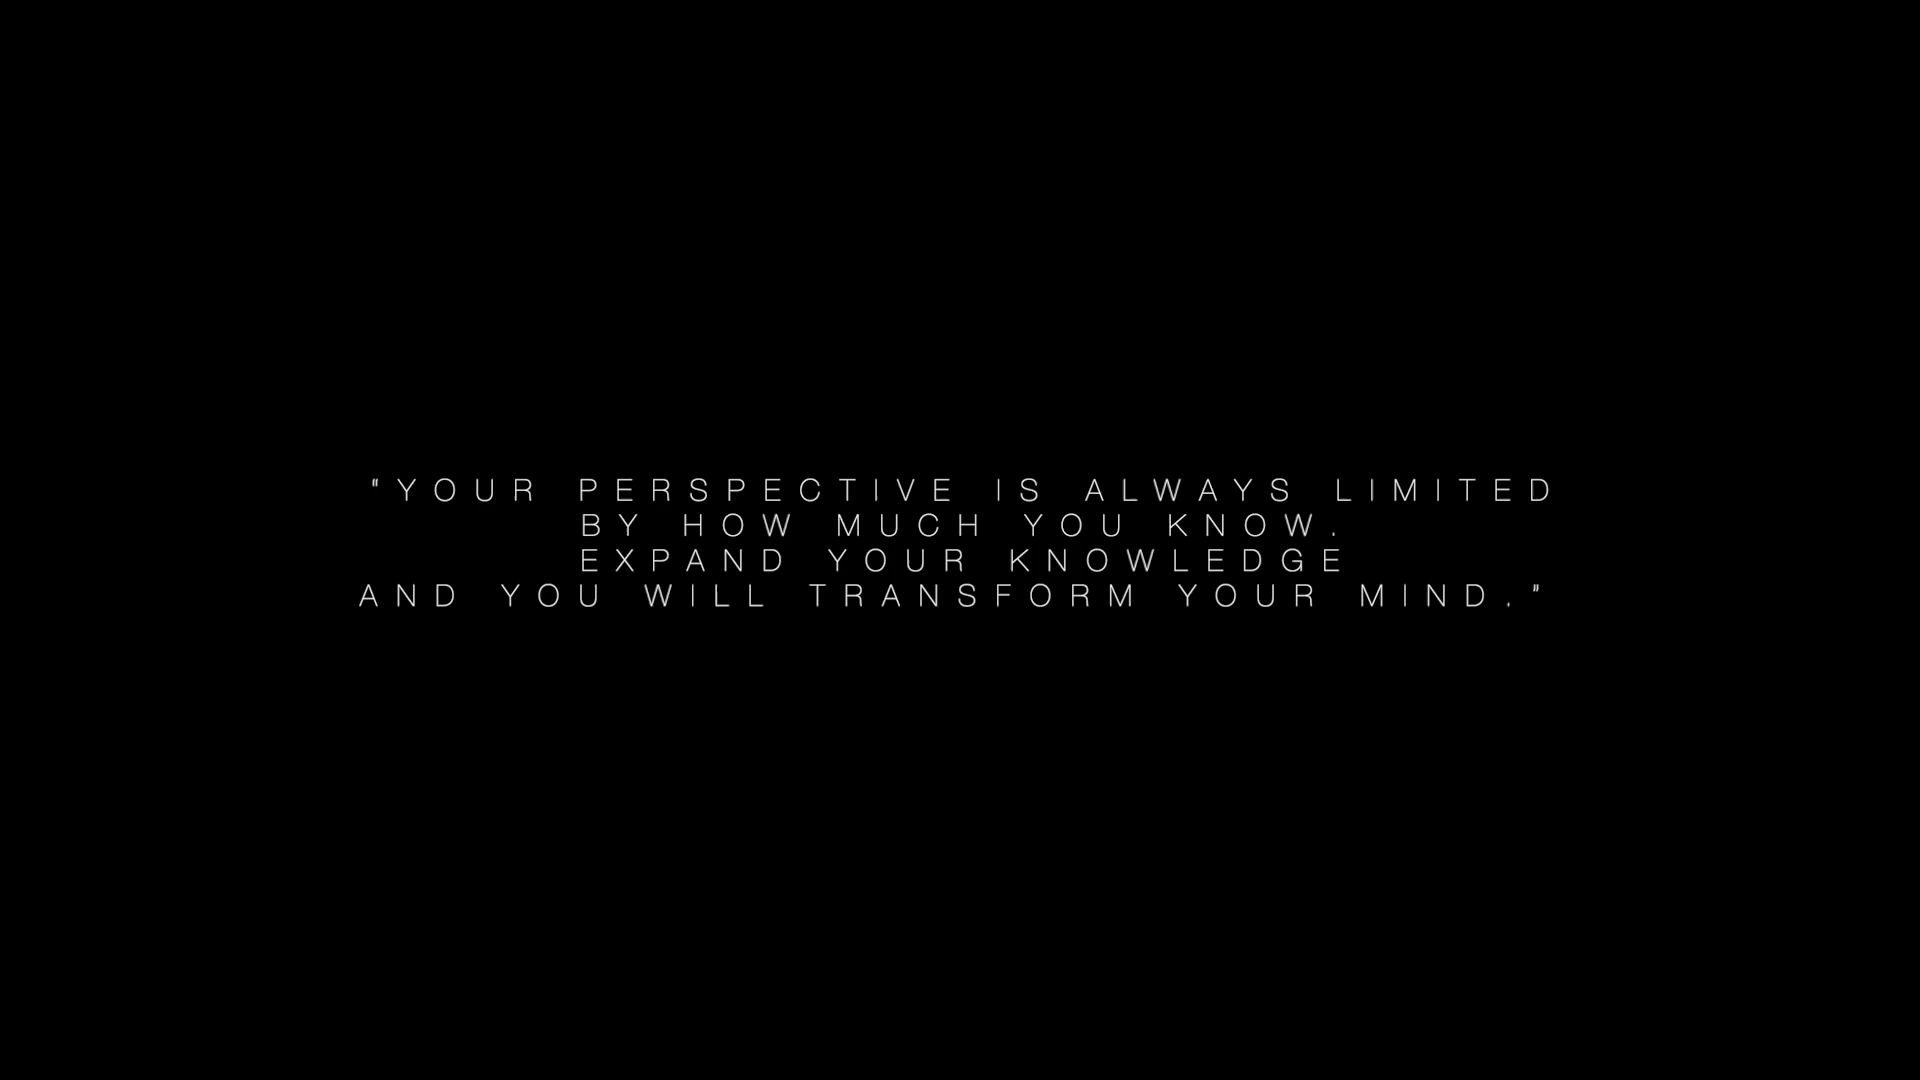 "YOUR PERSPECTIVE IS ALWAYS LIMITED
BY HOW MUCH YOU KNOW.
EXPAND YOUR KNOWLEDGE
AND YOU WILL TRANSFORM YOUR MIND."